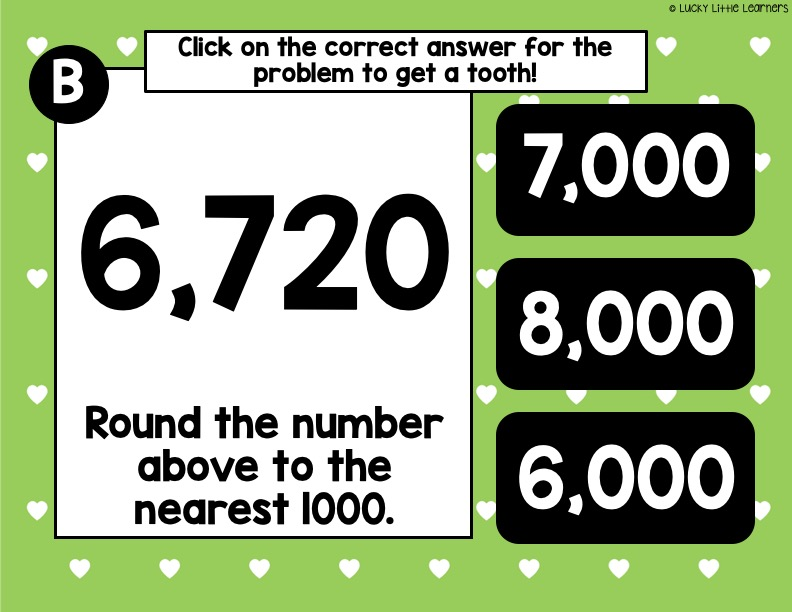 © Lucky Little Learners
Click on the correct answer for the
problem to get a tooth!
B
6,720
Round the number
above to the
nearest 1000.
7,000
8,000
6,000